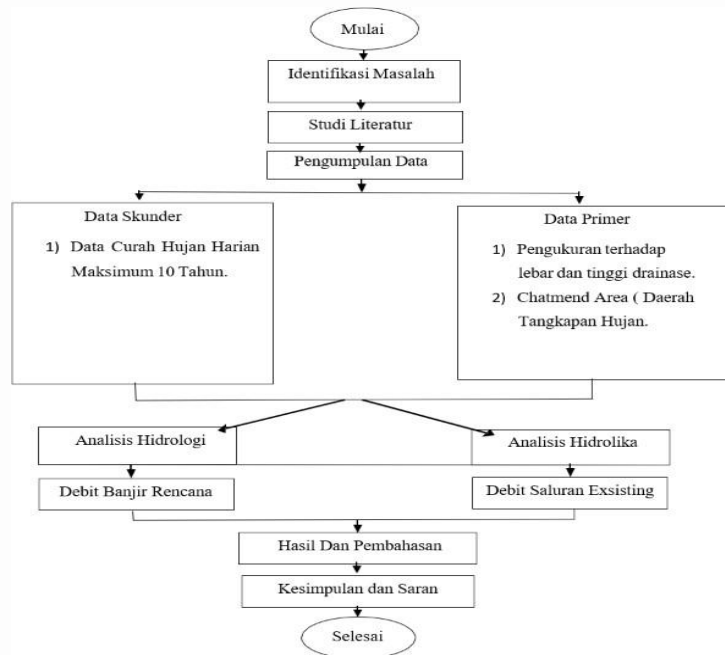 Mulai
Identifikasi Masalah
Studi Literatur
Pengumpulan Data
Data Skunder
1) Data Curah Hujan Harian
Maksimum 10 Tahun.
Data Primer
1) Pengukuran terhadap
lebar dan tinggi drainase.
2) Chatmend Area ( Daerah
Tangkapan Hujan.
Analisis Hidrologi
Analisis Hidrolika
Debit Banjir Rencana
Debit Saluran Exsisting
Hasil Dan Pembahasan
Kesimpulan dan Saran
Selesai